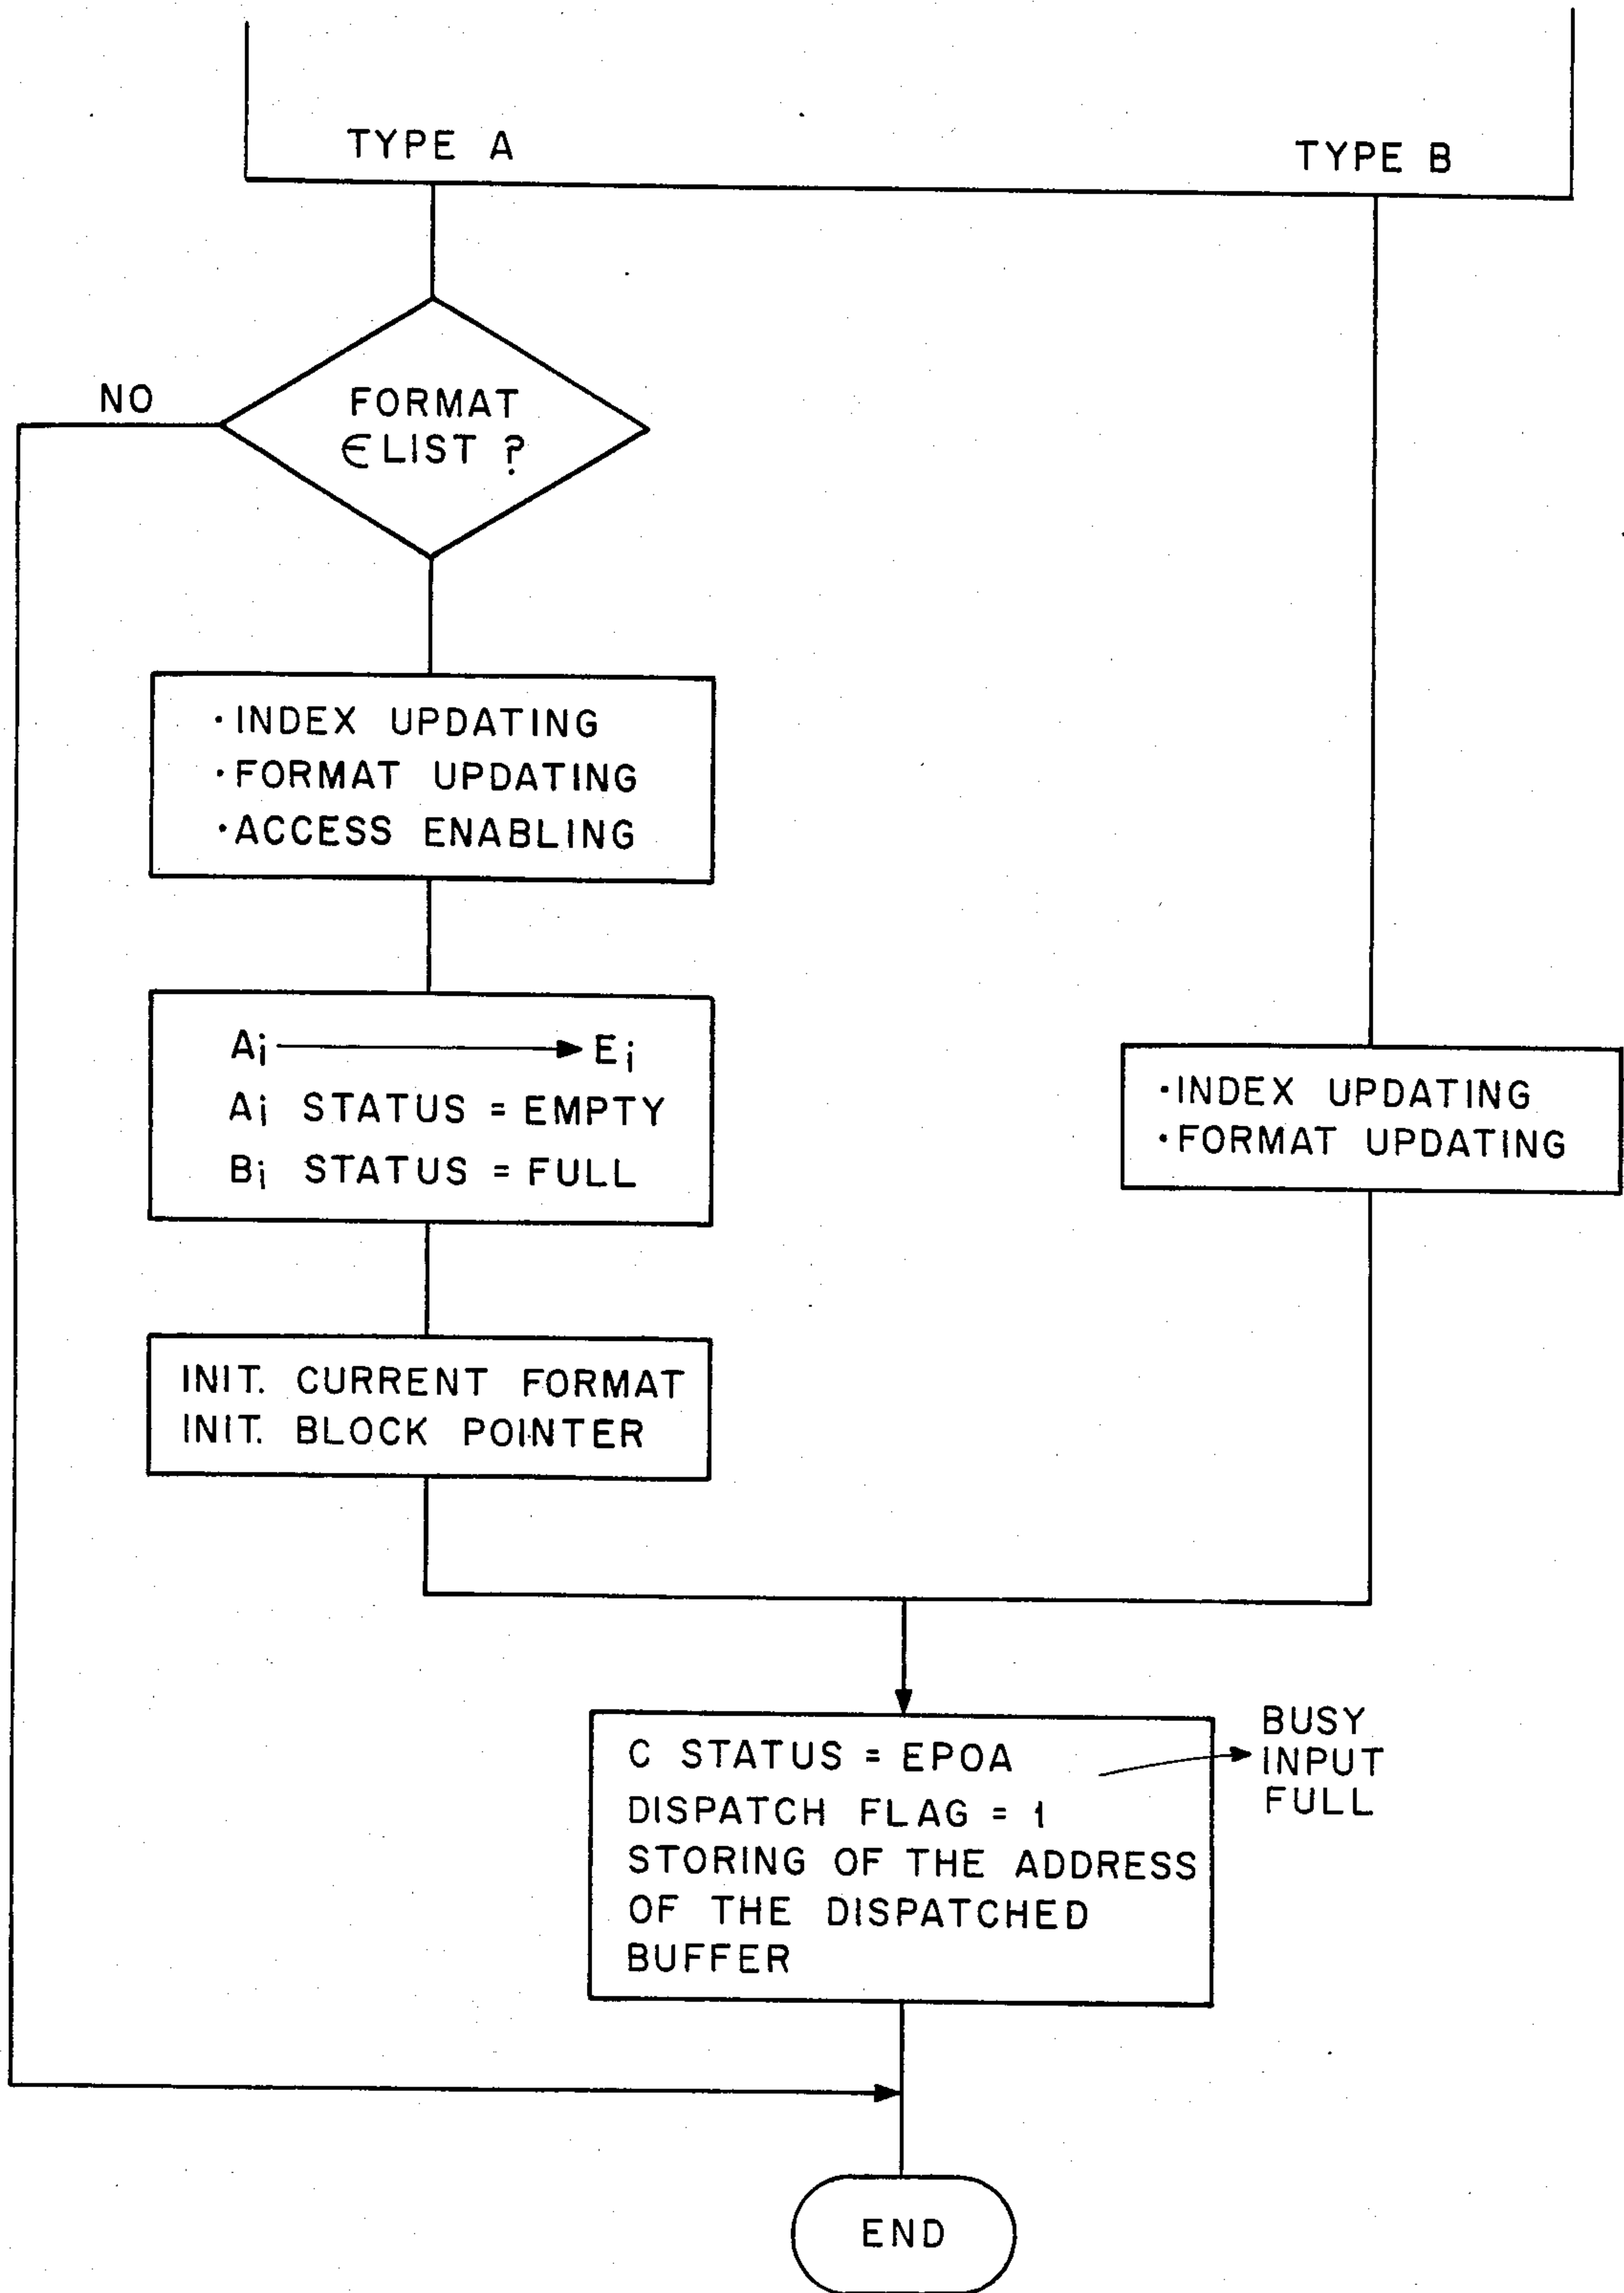 TYPE A
TYPE B
NO
FORMAT
∈ LIST ?
·INDEX UPDATING
·FORMAT UPDATING
·ACCESS ENABLING
Ai → Ei
Ai STATUS = EMPTY
Bi STATUS = FULL
·INDEX UPDATING
·FORMAT UPDATING
INIT. CURRENT FORMAT
INIT. BLOCK POINTER
C STATUS = EPOA
DISPATCH FLAG = 1
STORING OF THE ADDRESS
OF THE DISPATCHED
BUFFER
BUSY
INPUT
FULL
END